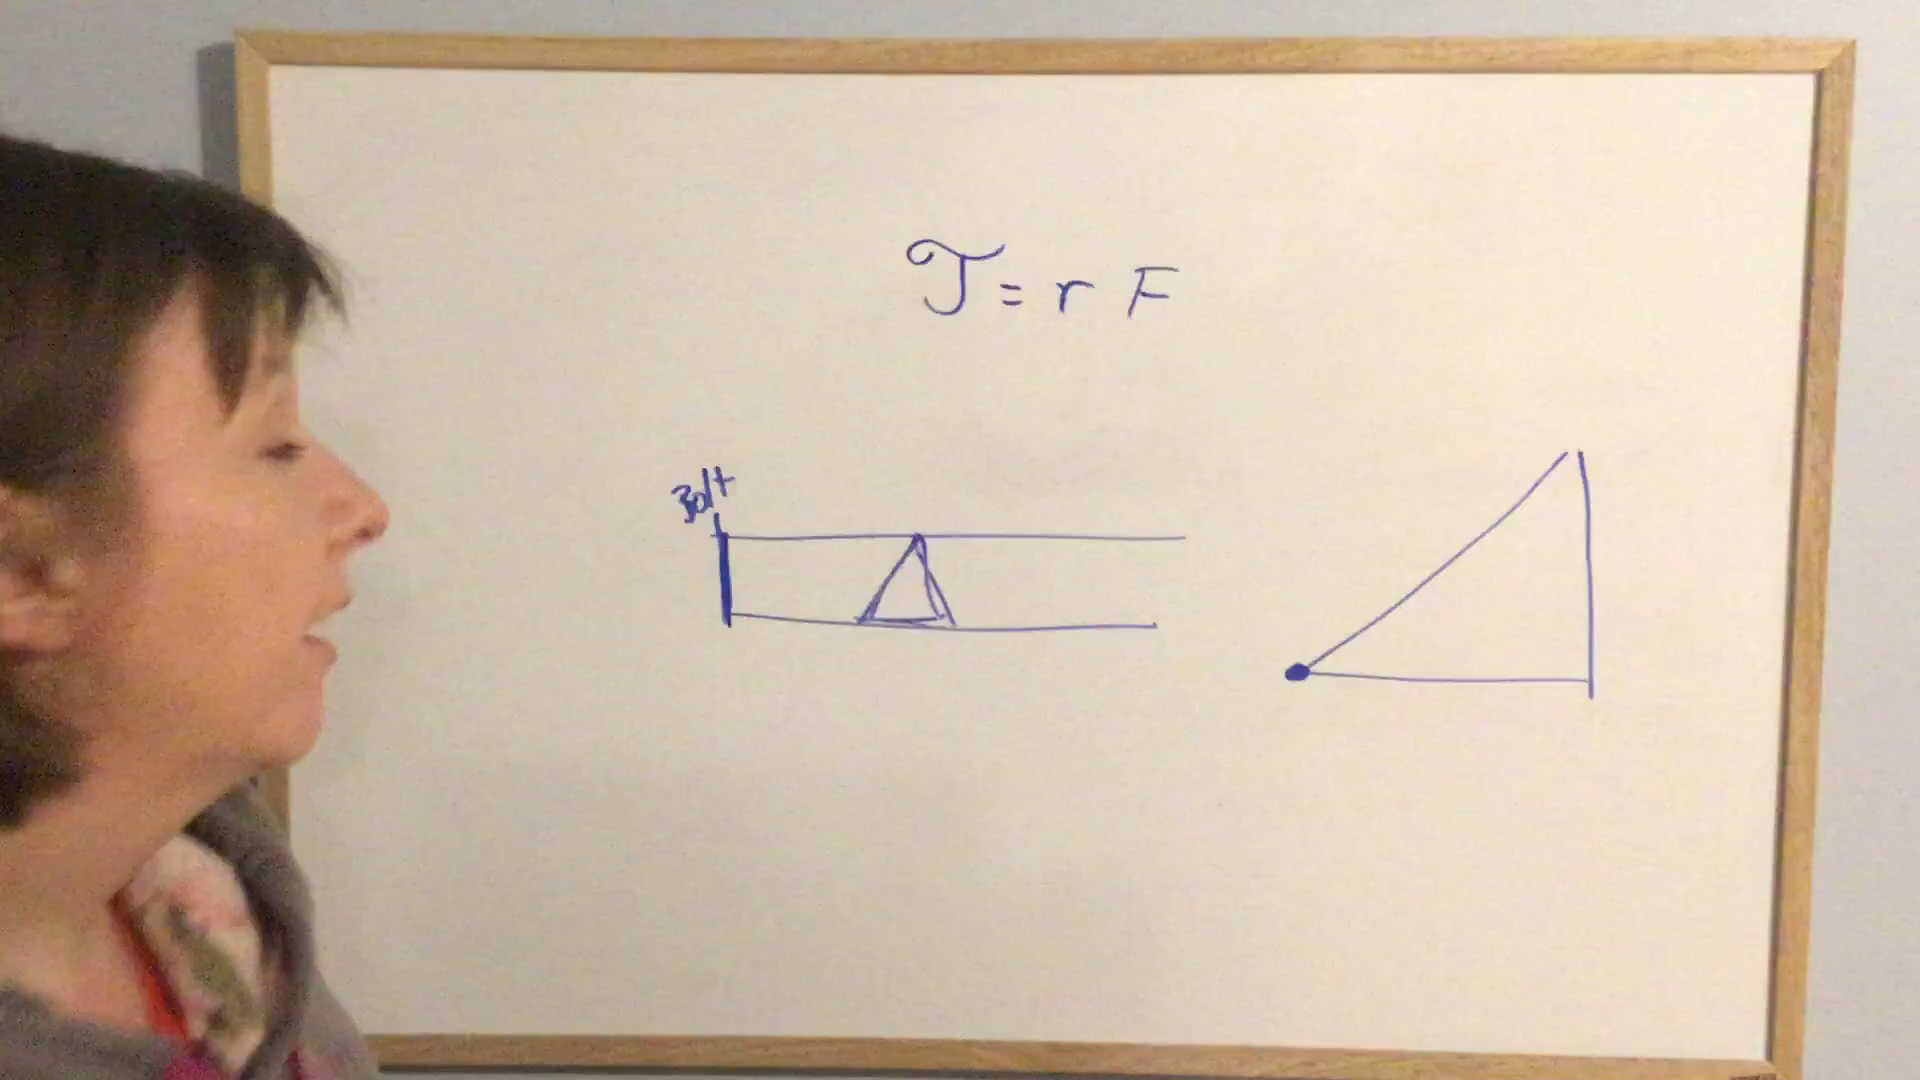 τ = r F
Bolt